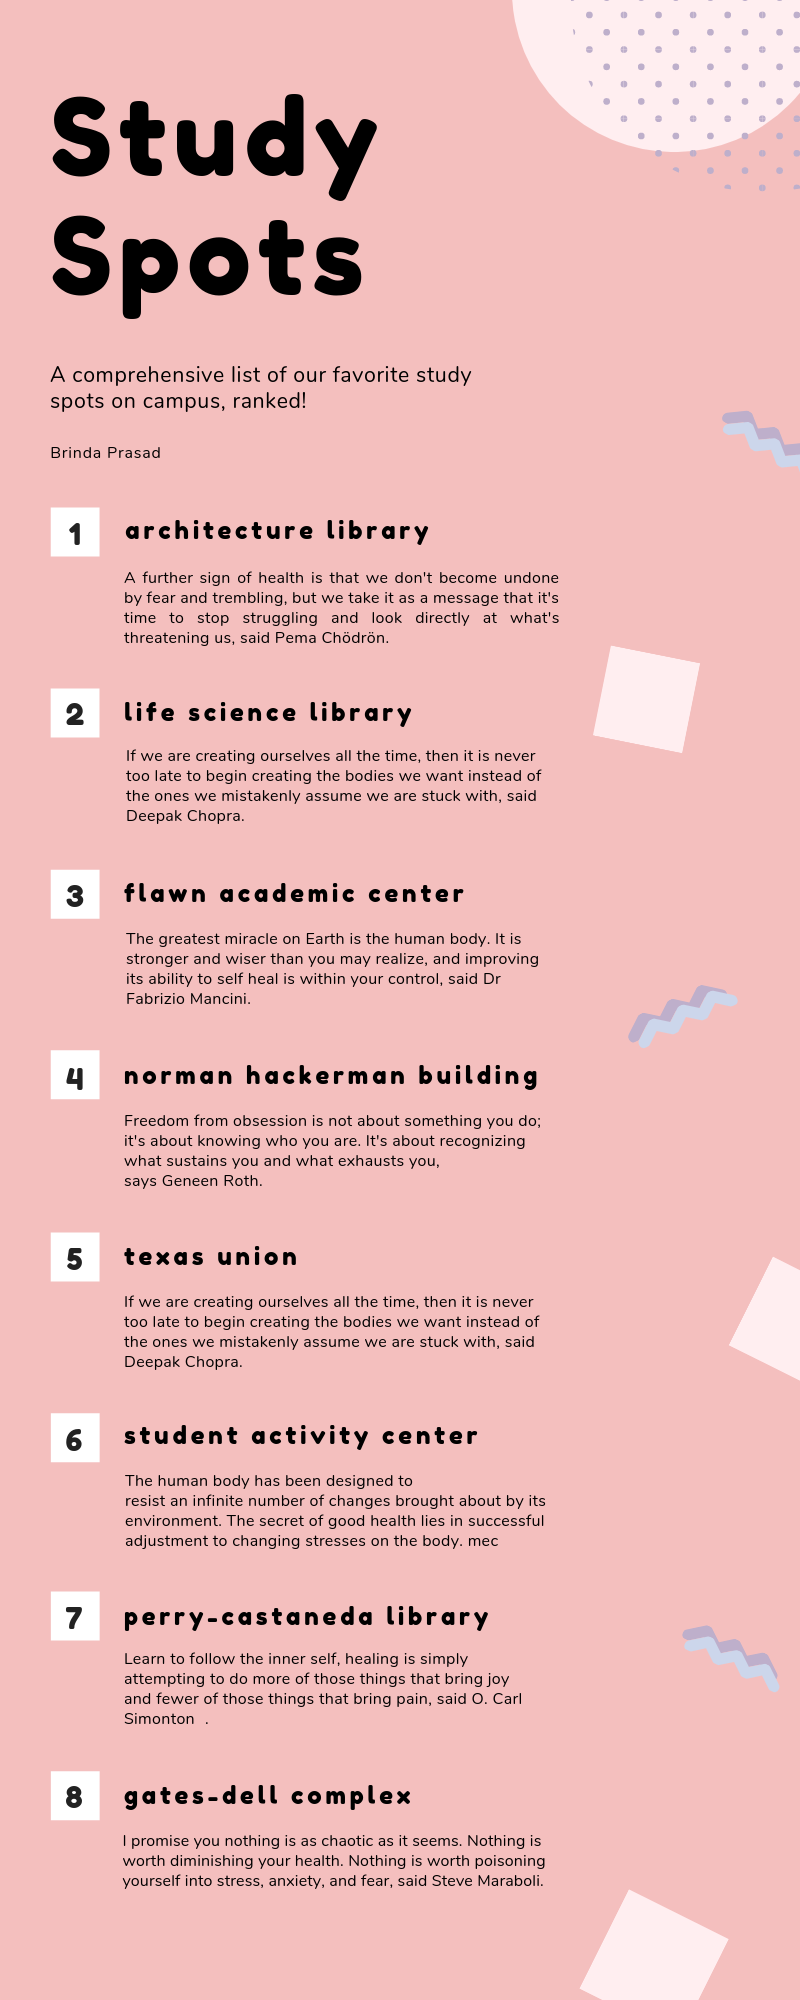 Study
Spots
A comprehensive list of our favorite study
spots on campus, ranked!
Brinda Prasad
1
architecture library
A further sign of health is that we don't become undone
by fear and trembling, but we take it as a message that it's
time to stop struggling and look directly at what's
threatening us, said Pema Chödrön.
2
life science library
If we are creating ourselves all the time, then it is never
too late to begin creating the bodies we want instead of
the ones we mistakenly assume we are stuck with, said
Deepak Chopra.
3
flawn academic center
The greatest miracle on Earth is the human body. It is
stronger and wiser than you may realize, and improving
its ability to self heal is within your control, said Dr
Fabrizio Mancini.
4
norman hackerman building
Freedom from obsession is not about something you do;
it's about knowing who you are. It's about recognizing
what sustains you and what exhausts you,
says Geneen Roth.
5
texas union
If we are creating ourselves all the time, then it is never
too late to begin creating the bodies we want instead of
the ones we mistakenly assume we are stuck with, said
Deepak Chopra.
6
student activity center
The human body has been designed to
resist an infinite number of changes brought about by its
environment. The secret of good health lies in successful
adjustment to changing stresses on the body. mec
7
perry-castaneda library
Learn to follow the inner self, healing is simply
attempting to do more of those things that bring joy
and fewer of those things that bring pain, said O. Carl
Simonton .
8
gates-dell complex
I promise you nothing is as chaotic as it seems. Nothing is
worth diminishing your health. Nothing is worth poisoning
yourself into stress, anxiety, and fear, said Steve Maraboli.